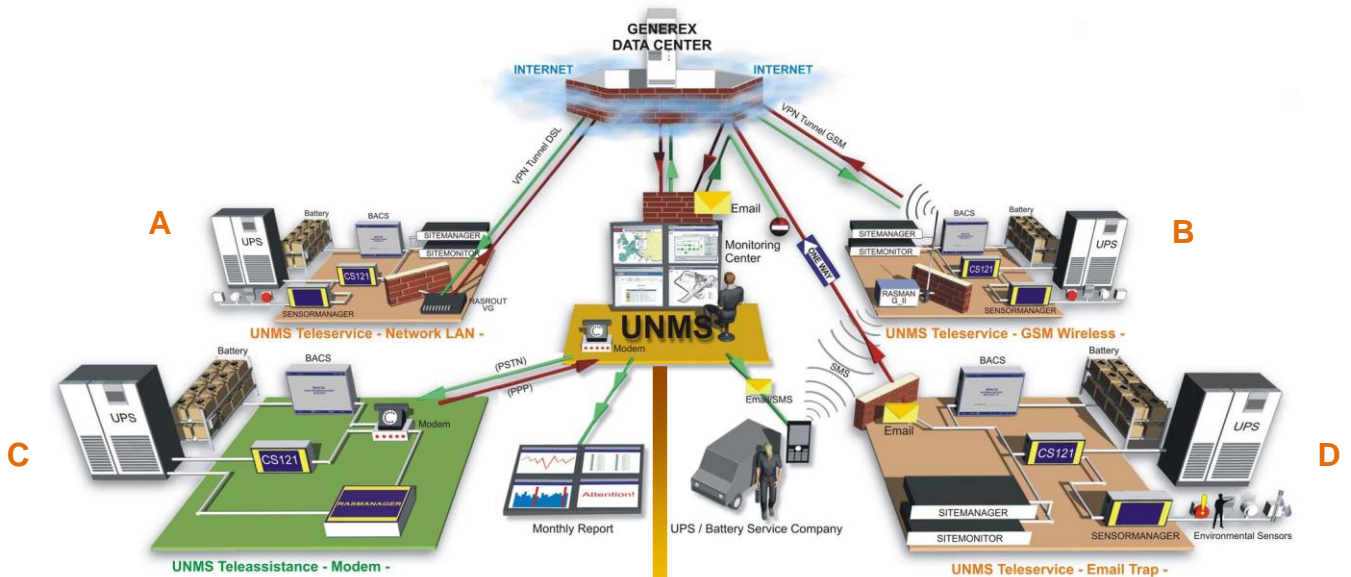 GENEREX
DATA CENTER
INTERNET
INTERNET
VPN Tunnel DSL
VPN Tunnel GSM
Email
Monitoring
Center
ONE WAY
UNMS
Modem
A
UPS
Battery
BACS
SITEMANAGER
SITEMONITOR
CS121
SENSORMANAGER
RASROUT
VG
UNMS Teleservice - Network LAN -
B
BACS
Battery
UPS
SITEMANAGER
SITEMONITOR
CS121
RASMAN
G_II
SENSORMANAGER
UNMS Teleservice - GSM Wireless -
(PSTN)
(PPP)
Email/SMS
SMS
C
UPS
Battery
BACS
BACS
Modem
CS121
RASMANAGER
UNMS Teleassistance - Modem -
Attention!
Monthly Report
UPS / Battery Service Company
D
Email
BACS
Battery
UPS
CS121
SITEMANAGER
SITEMONITOR
SENSORMANAGER
Environmental Sensors
UNMS Teleservice - Email Trap -